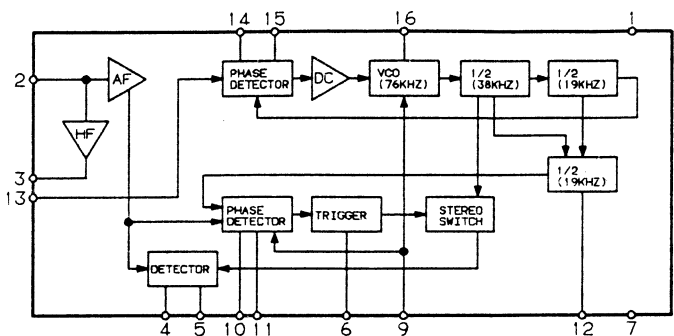 14 15 16 1
2 AF
PHASE
DETECTOR
DC
VCO
(76KHZ)
1/2
(38KHZ)
1/2
(19KHZ)
HF
3
13
1/2
(19KHZ)
PHASE
DETECTOR
TRIGGER
STEREO
SWITCH
DETECTOR
4 5 10 11 6 9 12 7